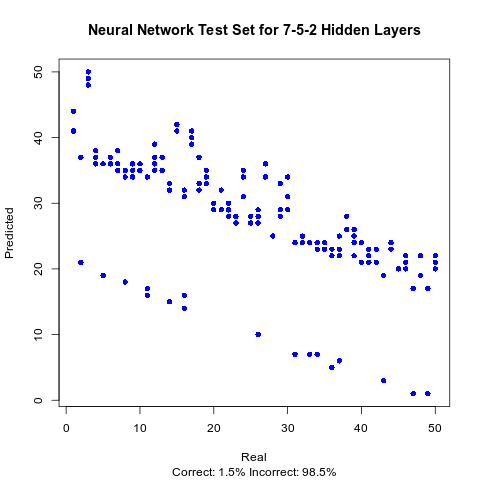 Neural Network Test Set for 7-5-2 Hidden Layers
Predicted
50
40
30
20
10
0
0 10 20 30 40 50
Real
Correct: 1.5% Incorrect: 98.5%